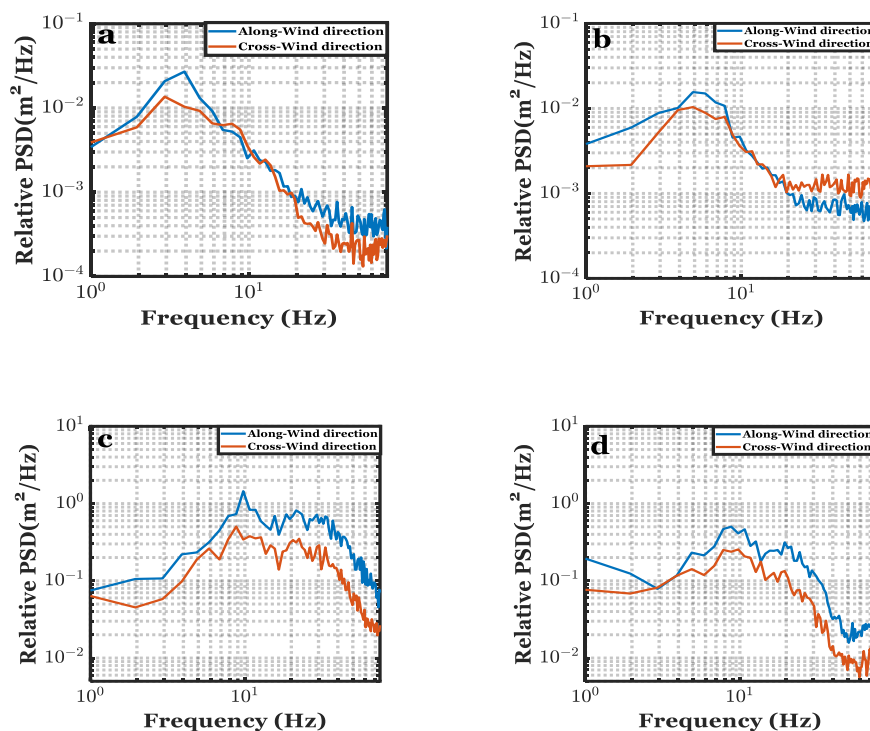 a
Along-Wind direction
Cross-Wind direction
Relative PSD(m²/Hz)
10⁻¹
10⁻²
10⁻³
10⁻⁴
10⁰
10¹
Frequency (Hz)
b
Along-Wind direction
Cross-Wind direction
Relative PSD(m²/Hz)
10⁻¹
10⁻²
10⁻³
10⁻⁴
10⁰
10¹
Frequency (Hz)
c
Along-Wind direction
Cross-Wind direction
Relative PSD(m²/Hz)
10¹
10⁰
10⁻¹
10⁻²
10⁰
10¹
Frequency (Hz)
d
Along-Wind direction
Cross-Wind direction
Relative PSD(m²/Hz)
10¹
10⁰
10⁻¹
10⁻²
10⁰
10¹
Frequency (Hz)